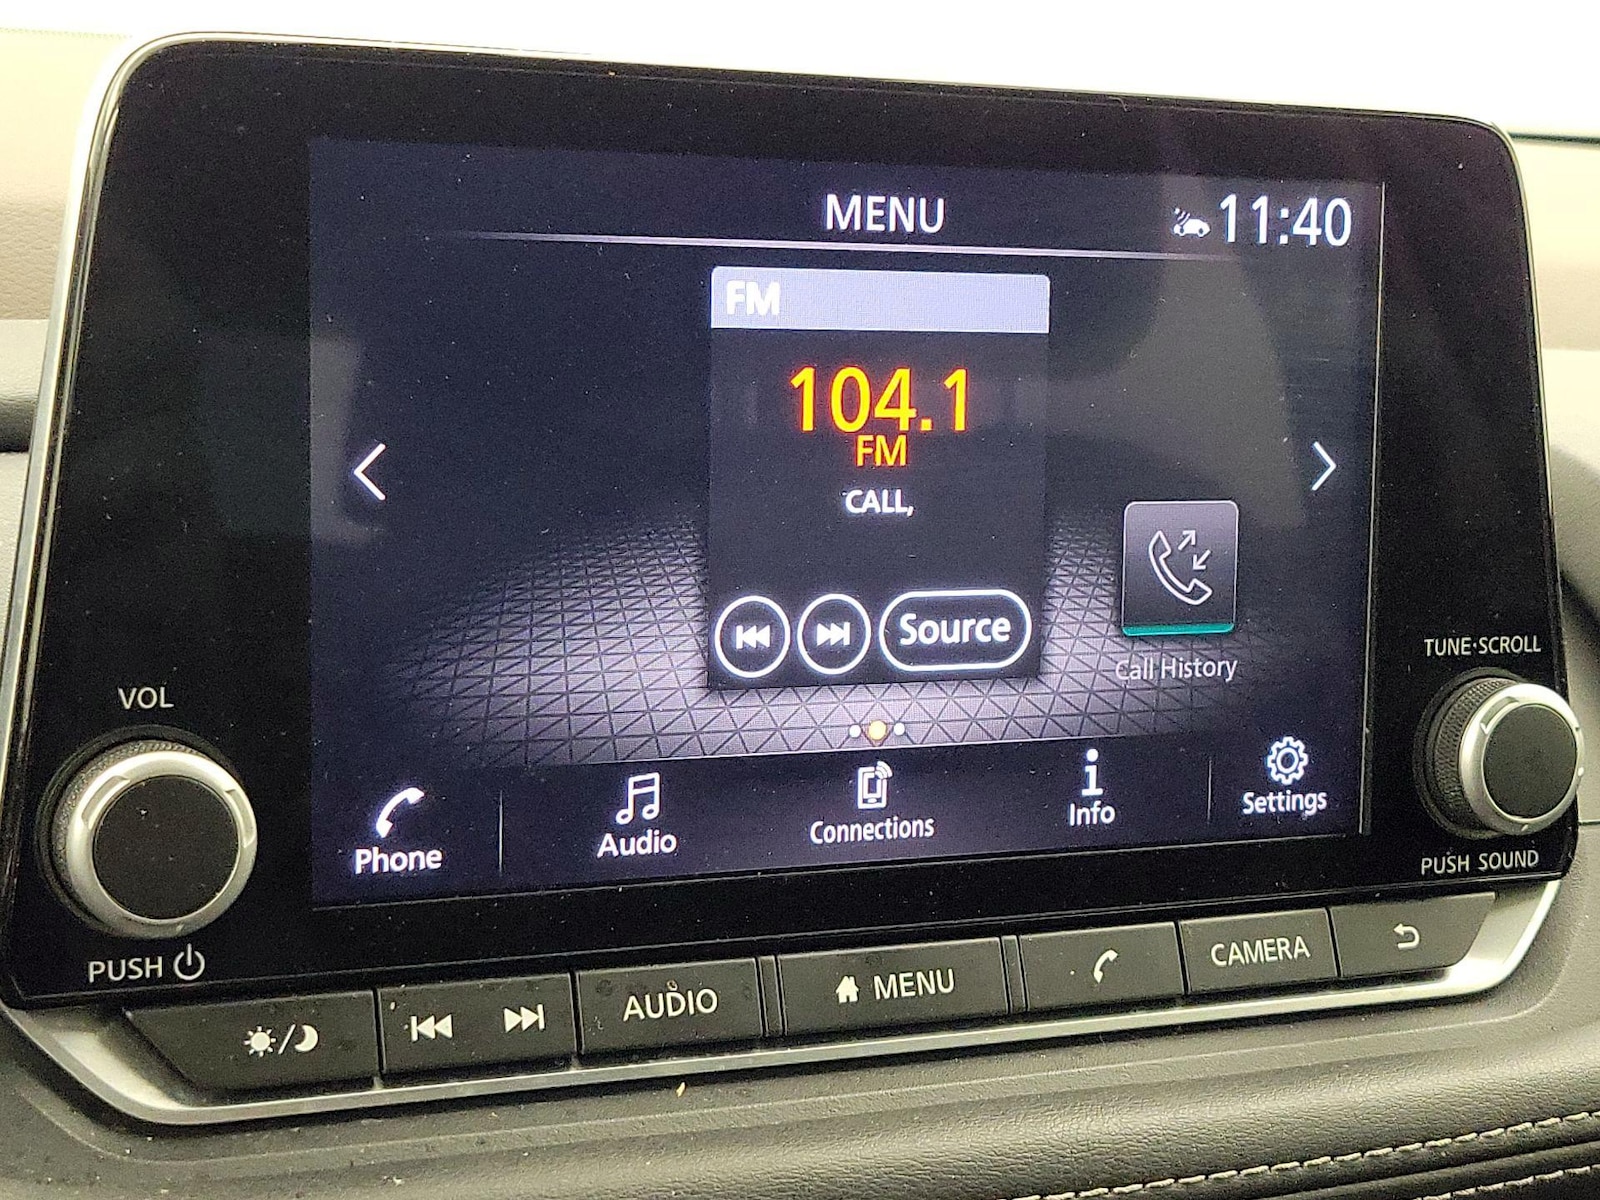 MENU
11:40
FM
104.1
FM
CALL,
Source
Call History
Phone
Audio
Connections
Info
Settings
VOL
PUSH
TUNE·SCROLL
PUSH SOUND
AUDIO
MENU
CAMERA